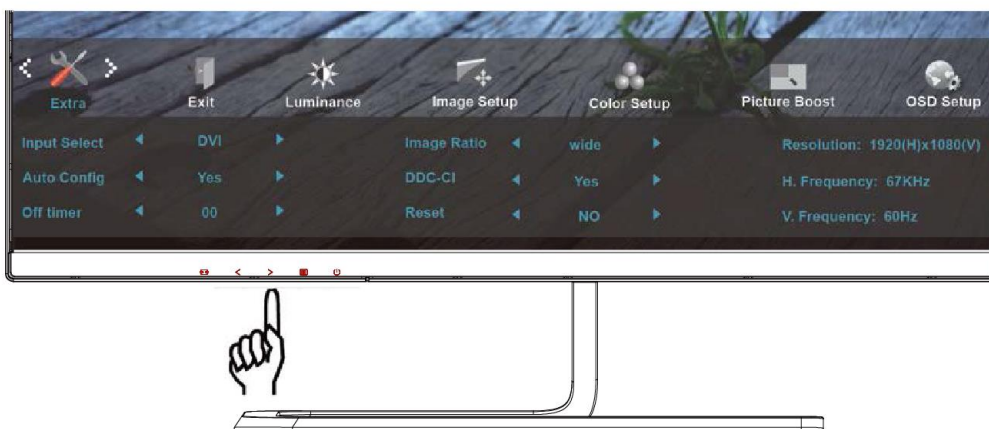 Extra Exit Luminance Image Setup Color Setup Picture Boost OSD Setup
Input Select DVI Image Ratio wide Resolution: 1920(H)x1080(V)
Auto Config Yes DDC-CI Yes H. Frequency: 67KHz
Off timer 00 Reset NO V. Frequency: 60Hz